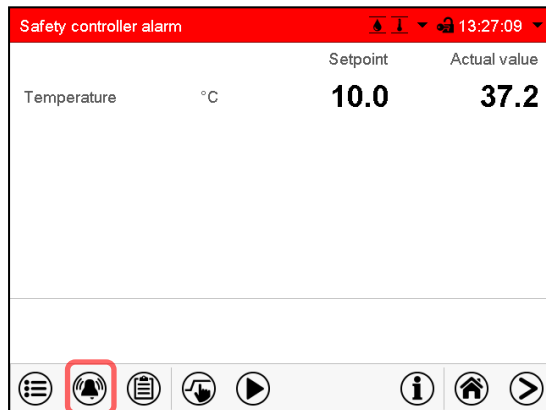 Safety controller alarm 13:27:09
Setpoint Actual value
Temperature °C 10.0 37.2